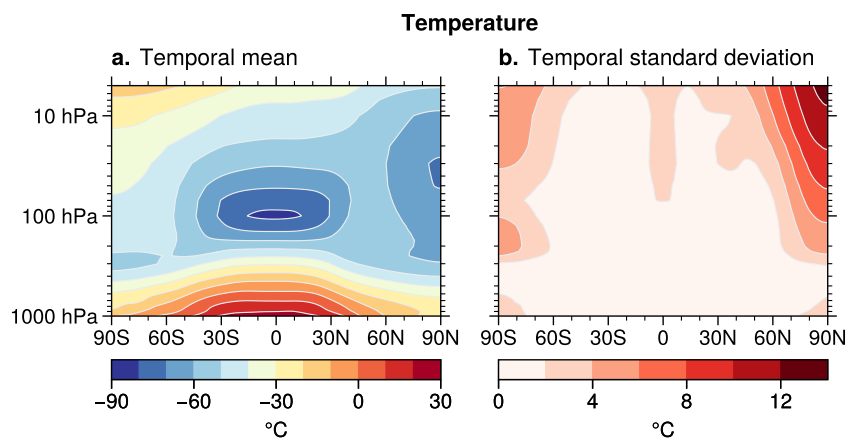 Temperature
a. Temporal mean
b. Temporal standard deviation
10 hPa
100 hPa
1000 hPa
90S 60S 30S 0 30N 60N 90N
90S 60S 30S 0 30N 60N 90N
−90 −60 −30 0 30
0 4 8 12
°C
°C